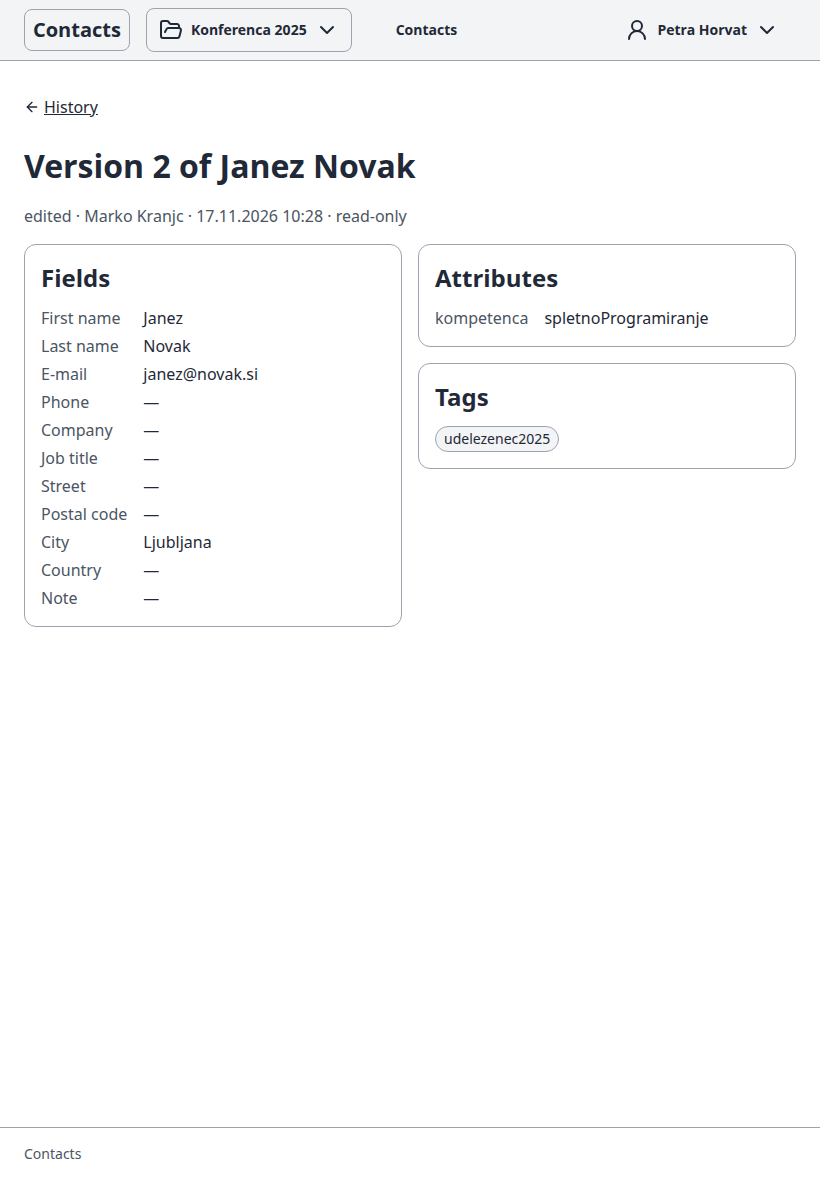 Contacts
Konferenca 2025
Contacts
Petra Horvat
History
Version 2 of Janez Novak
edited · Marko Kranjc · 17.11.2026 10:28 · read-only
Fields
First name Janez
Last name Novak
E-mail janez@novak.si
Phone —
Company —
Job title —
Street —
Postal code —
City Ljubljana
Country —
Note —
Attributes
kompetenca spletnoProgramiranje
Tags
udelezenec2025
Contacts